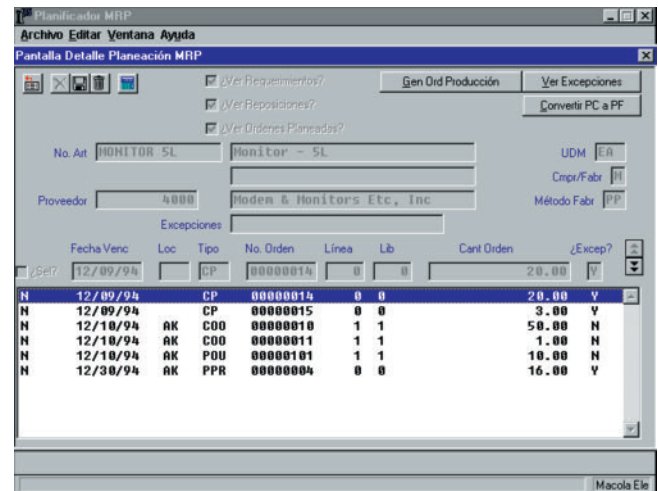 Planificador MRP
Archivo Editar Ventana Ayuda
Pantalla Detalle Planeación MRP
¿Ver Requerimientos?
Gen Ord Producción
Ver Excepciones
¿Ver Reposiciones?
Convertir PC a PF
¿Ver Ordenes Planeadas?
No. Art MONITOR 5L Monitor - 5L UDM EA
Cmpr/Fabr M
Proveedor 4000 Modem & Monitors Etc, Inc Método Fabr PP
Excepciones
Fecha Venc Loc Tipo No. Orden Línea Lib Cant Orden ¿Excep?
¿Sel? 12/09/94 CP 00000014 0 0 20.00 Y
N 12/09/94 CP 00000014 0 0 20.00 Y
N 12/09/94 CP 00000015 0 0 3.00 Y
N 12/10/94 AK COO 00000010 1 1 50.00 N
N 12/10/94 AK COO 00000011 1 1 1.00 N
N 12/10/94 AK POU 00000101 1 1 10.00 N
N 12/30/94 AK PPR 00000004 0 0 16.00 Y
Macola Ele